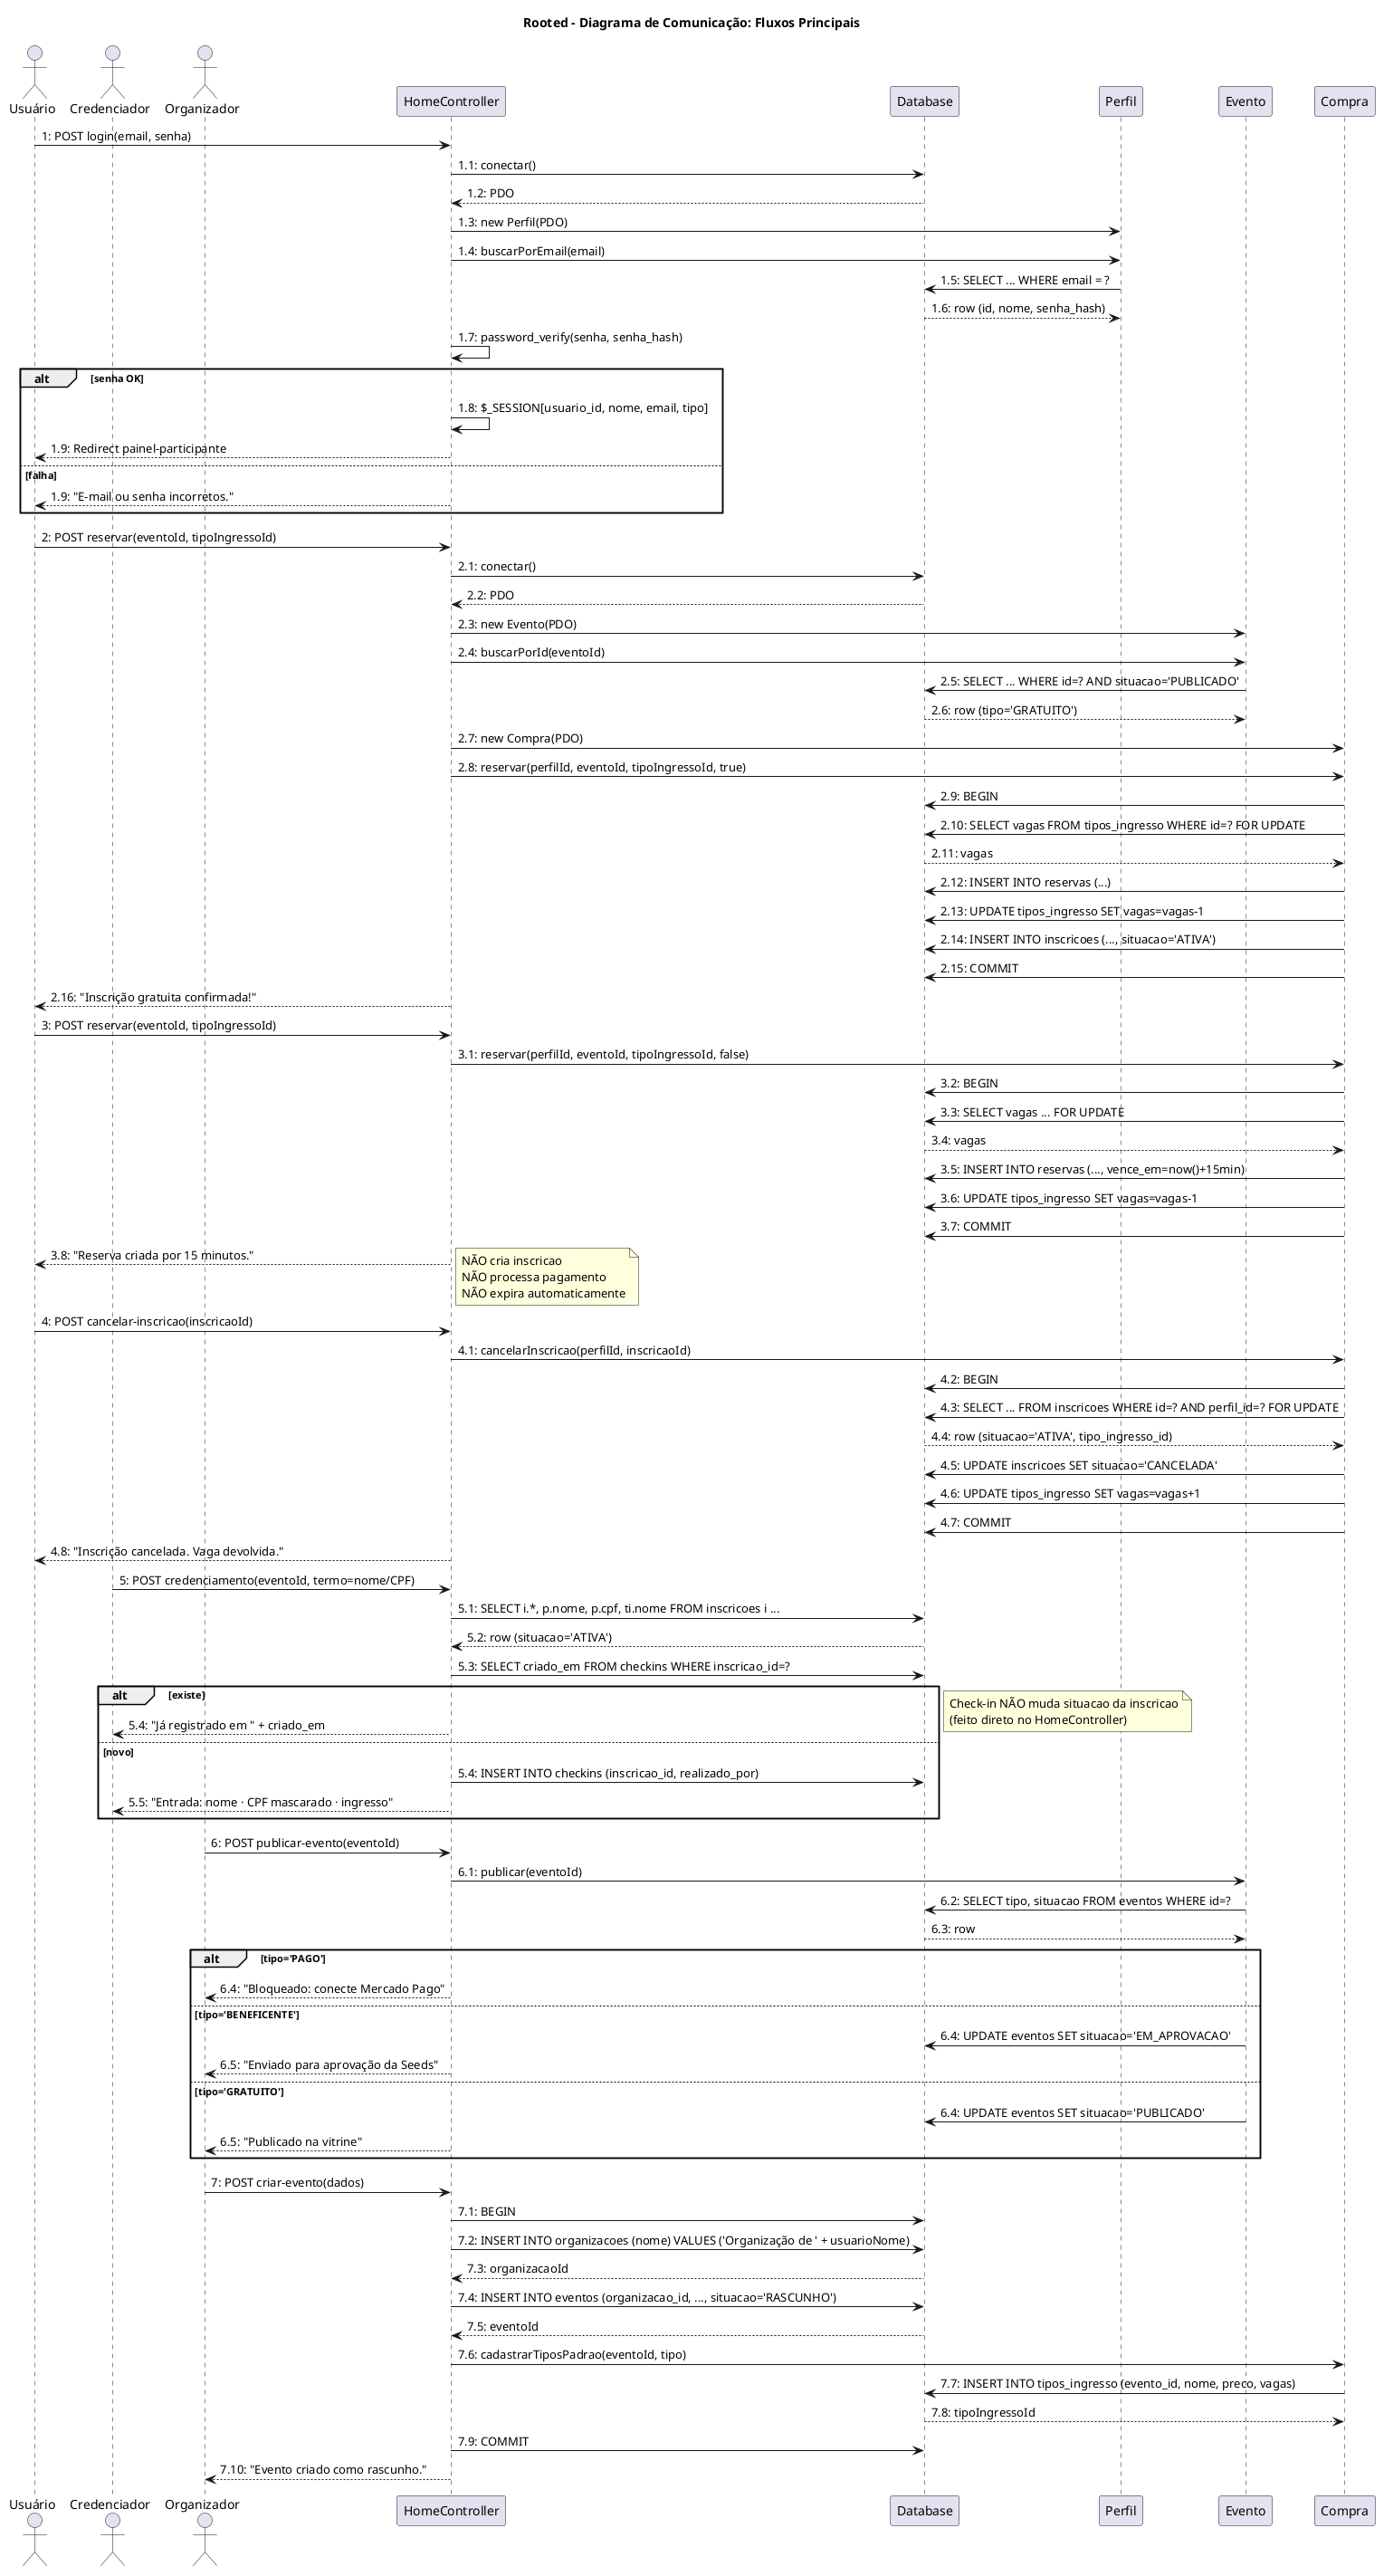 Rooted - Diagrama de Comunicação: Fluxos Principais
Usuário
Credenciador
Organizador
HomeController
Database
Perfil
Evento
Compra
1: POST login(email, senha)
1.1: conectar()
1.2: PDO
1.3: new Perfil(PDO)
1.4: buscarPorEmail(email)
1.5: SELECT ... WHERE email = ?
1.6: row (id, nome, senha_hash)
1.7: password_verify(senha, senha_hash)
alt [senha OK]
1.8: $_SESSION[usuario_id, nome, email, tipo]
1.9: Redirect painel-participante
[falha]
1.9: "E-mail ou senha incorretos."
2: POST reservar(eventoId, tipoIngressoId)
2.1: conectar()
2.2: PDO
2.3: new Evento(PDO)
2.4: buscarPorId(eventoId)
2.5: SELECT ... WHERE id=? AND situacao='PUBLICADO'
2.6: row (tipo='GRATUITO')
2.7: new Compra(PDO)
2.8: reservar(perfilId, eventoId, tipoIngressoId, true)
2.9: BEGIN
2.10: SELECT vagas FROM tipos_ingresso WHERE id=? FOR UPDATE
2.11: vagas
2.12: INSERT INTO reservas (...)
2.13: UPDATE tipos_ingresso SET vagas=vagas-1
2.14: INSERT INTO inscricoes (..., situacao='ATIVA')
2.15: COMMIT
2.16: "Inscrição gratuita confirmada!"
3: POST reservar(eventoId, tipoIngressoId)
3.1: reservar(perfilId, eventoId, tipoIngressoId, false)
3.2: BEGIN
3.3: SELECT vagas ... FOR UPDATE
3.4: vagas
3.5: INSERT INTO reservas (..., vence_em=now()+15min)
3.6: UPDATE tipos_ingresso SET vagas=vagas-1
3.7: COMMIT
3.8: "Reserva criada por 15 minutos."
NÃO cria inscricao
NÃO processa pagamento
NÃO expira automaticamente
4: POST cancelar-inscricao(inscricaoId)
4.1: cancelarInscricao(perfilId, inscricaoId)
4.2: BEGIN
4.3: SELECT ... FROM inscricoes WHERE id=? AND perfil_id=? FOR UPDATE
4.4: row (situacao='ATIVA', tipo_ingresso_id)
4.5: UPDATE inscricoes SET situacao='CANCELADA'
4.6: UPDATE tipos_ingresso SET vagas=vagas+1
4.7: COMMIT
4.8: "Inscrição cancelada. Vaga devolvida."
5: POST credenciamento(eventoId, termo=nome/CPF)
5.1: SELECT i.*, p.nome, p.cpf, ti.nome FROM inscricoes i ...
5.2: row (situacao='ATIVA')
5.3: SELECT criado_em FROM checkins WHERE inscricao_id=?
alt [existe]
5.4: "Já registrado em " + criado_em
Check-in NÃO muda situacao da inscricao
(feito direto no HomeController)
[novo]
5.4: INSERT INTO checkins (inscricao_id, realizado_por)
5.5: "Entrada: nome · CPF mascarado · ingresso"
6: POST publicar-evento(eventoId)
6.1: publicar(eventoId)
6.2: SELECT tipo, situacao FROM eventos WHERE id=?
6.3: row
alt [tipo='PAGO']
6.4: "Bloqueado: conecte Mercado Pago"
[tipo='BENEFICENTE']
6.4: UPDATE eventos SET situacao='EM_APROVACAO'
6.5: "Enviado para aprovação da Seeds"
[tipo='GRATUITO']
6.4: UPDATE eventos SET situacao='PUBLICADO'
6.5: "Publicado na vitrine"
7: POST criar-evento(dados)
7.1: BEGIN
7.2: INSERT INTO organizacoes (nome) VALUES ('Organização de ' + usuarioNome)
7.3: organizacaoId
7.4: INSERT INTO eventos (organizacao_id, ..., situacao='RASCUNHO')
7.5: eventoId
7.6: cadastrarTiposPadrao(eventoId, tipo)
7.7: INSERT INTO tipos_ingresso (evento_id, nome, preco, vagas)
7.8: tipoIngressoId
7.9: COMMIT
7.10: "Evento criado como rascunho."
Usuário
Credenciador
Organizador
HomeController
Database
Perfil
Evento
Compra